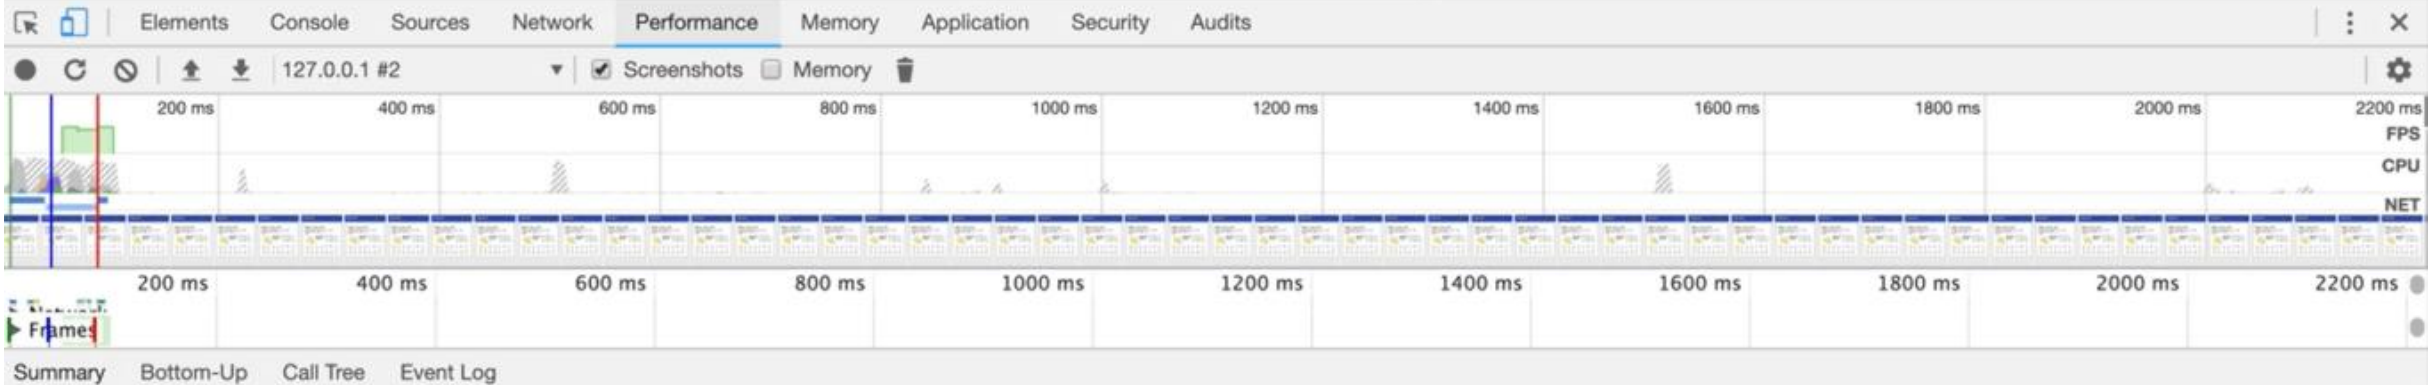 Elements Console Sources Network Performance Memory Application Security Audits
127.0.0.1 #2 Screenshots Memory
200 ms 400 ms 600 ms 800 ms 1000 ms 1200 ms 1400 ms 1600 ms 1800 ms 2000 ms 2200 ms
FPS
CPU
NET
200 ms 400 ms 600 ms 800 ms 1000 ms 1200 ms 1400 ms 1600 ms 1800 ms 2000 ms 2200 ms
Frames
Summary Bottom-Up Call Tree Event Log